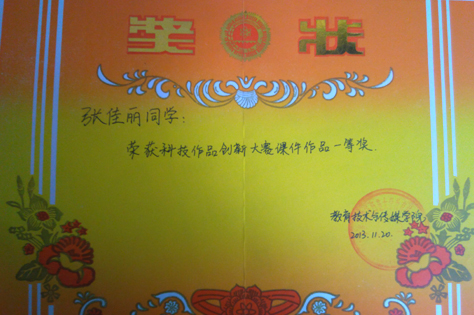 奖状
张佳丽同学:
荣获科技作品创新大赛课件作品一等奖.
教育技术与传媒学院
2013.11.20.